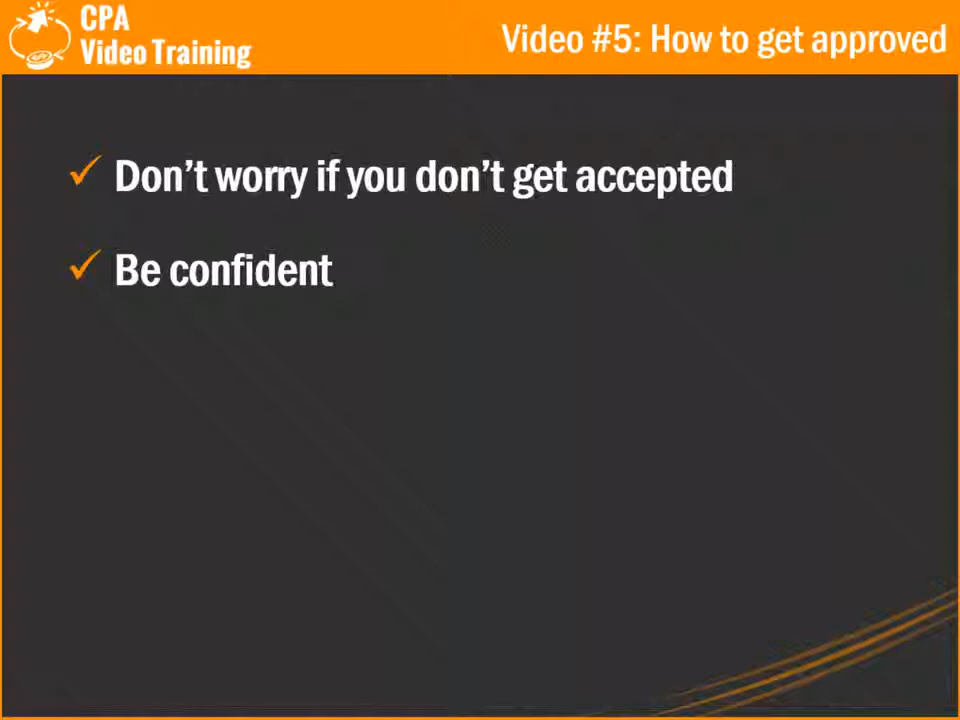 CPA
Video Training
Video #5: How to get approved
✓ Don't worry if you don't get accepted
✓ Be confident